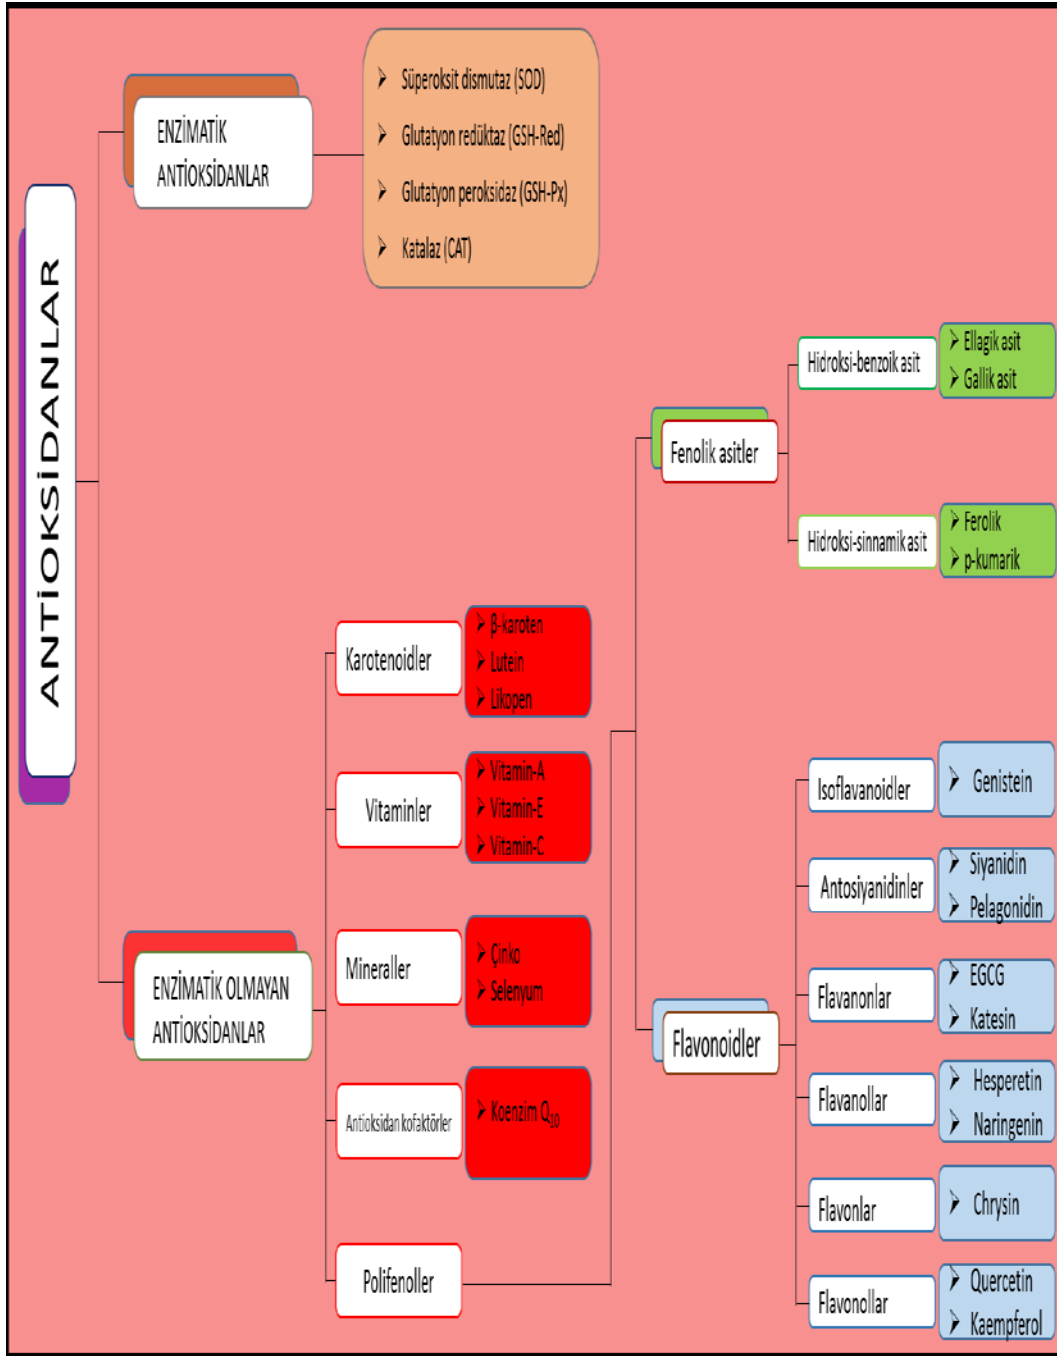 ANTİOKSİDANLAR
ENZİMATİK
ANTİOKSİDANLAR
➢ Süperoksit dismutaz (SOD)
➢ Glutatyon redüktaz (GSH-Red)
➢ Glutatyon peroksidaz (GSH-Px)
➢ Katalaz (CAT)
ENZİMATİK OLMAYAN
ANTİOKSİDANLAR
Karotenoidler
➢ β-karoten
➢ Lutein
➢ Likopen
Vitaminler
➢ Vitamin-A
➢ Vitamin-E
➢ Vitamin-C
Mineraller
➢ Çinko
➢ Selenyum
Antioksidan kofaktörler
➢ Koenzim Q₁₀
Polifenoller
Fenolik asitler
Hidroksi-benzoik asit
➢ Ellagik asit
➢ Gallik asit
Hidroksi-sinnamik asit
➢ Ferolik
➢ p-kumarik
Flavonoidler
Isoflavanoidler
➢ Genistein
Antosiyanidinler
➢ Siyanidin
➢ Pelagonidin
Flavanonlar
➢ EGCG
➢ Katesin
Flavanollar
➢ Hesperetin
➢ Naringenin
Flavonlar
➢ Chrysin
Flavonollar
➢ Quercetin
➢ Kaempferol